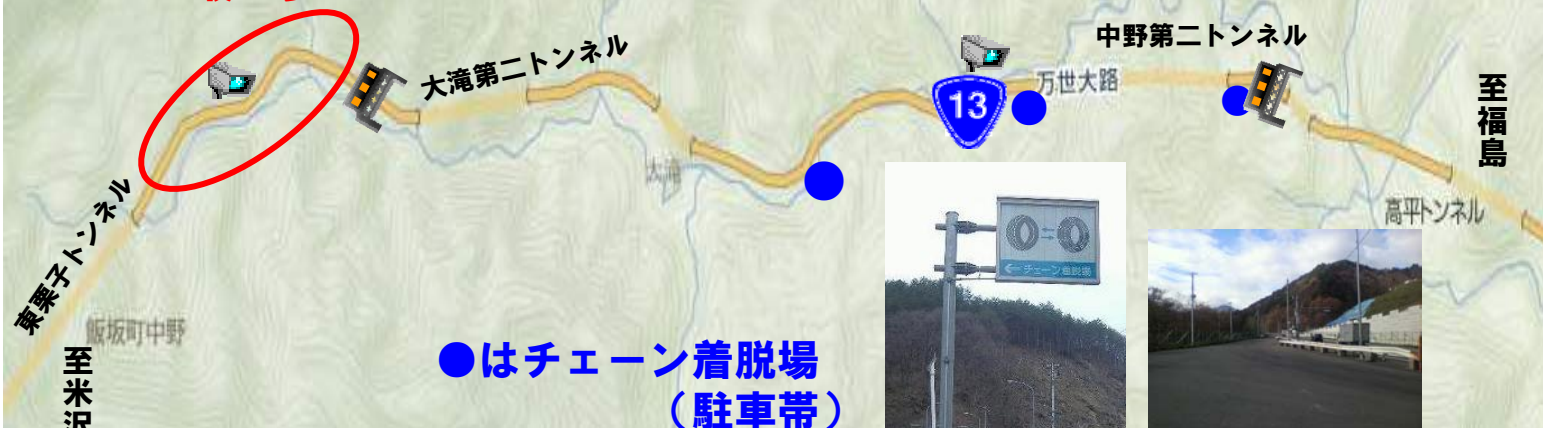 大滝第二トンネル
中野第二トンネル
13
万世大路
至福島
大滝
高平トンネル
東栗子トンネル
飯坂町中野
至米沢
●はチェーン着脱場
（駐車帯）
← チェーン着脱場